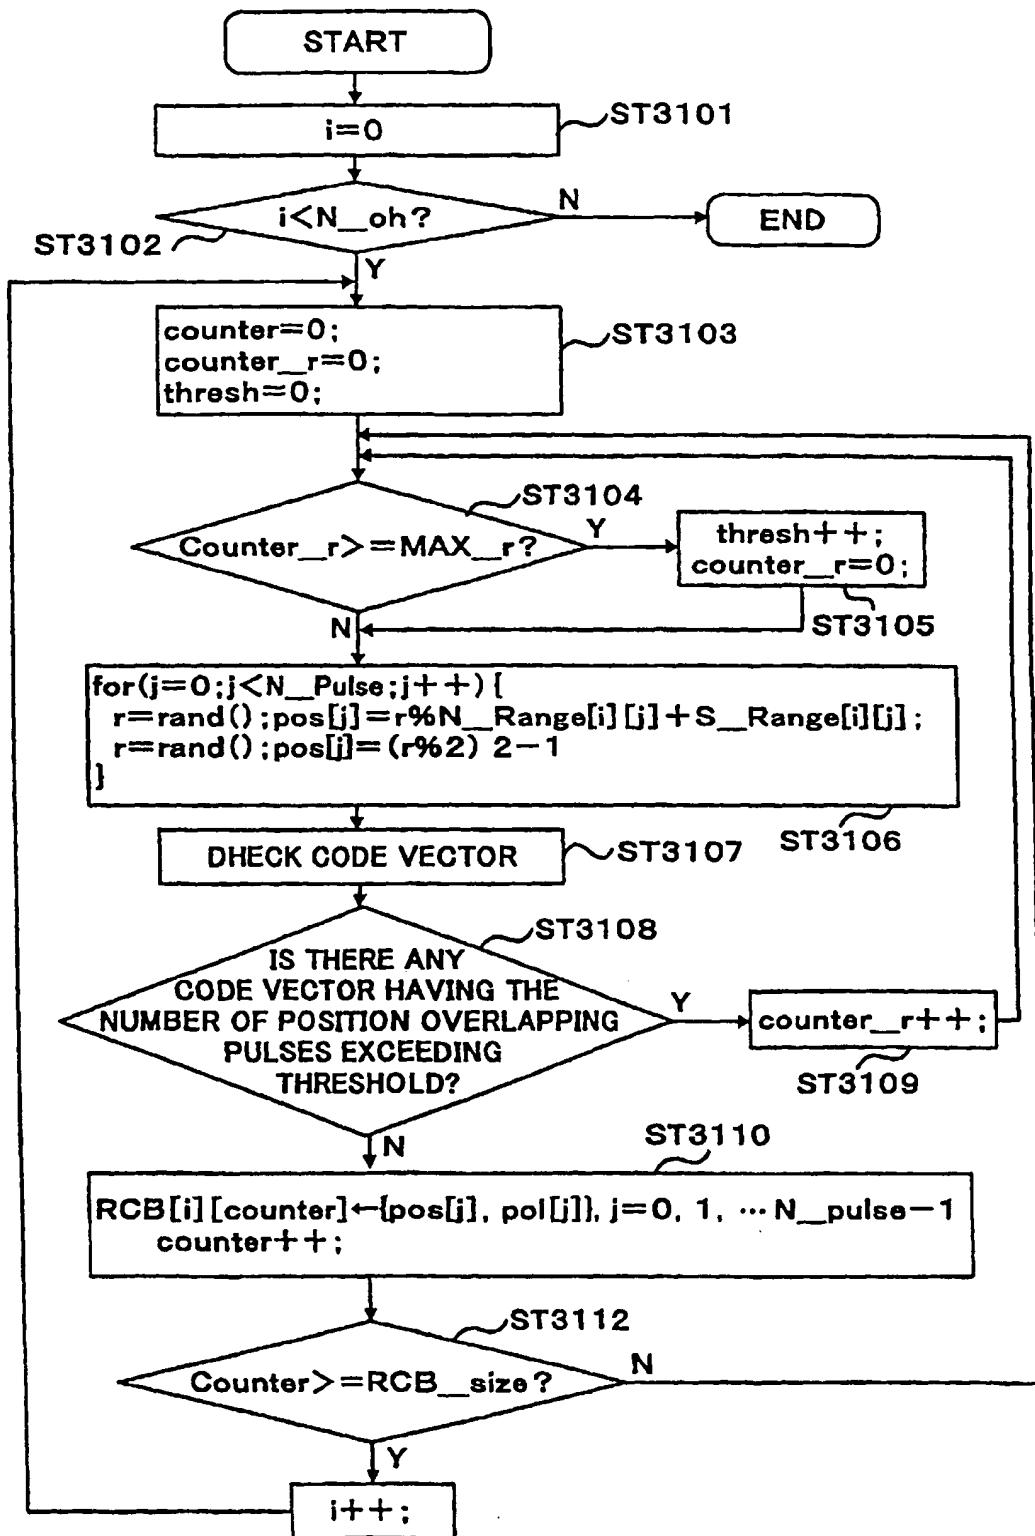 START
i=0
ST3101
i<N_oh?
N
END
ST3102
Y
counter=0;
counter_r=0;
thresh=0;
ST3103
ST3104
Counter_r>=MAX_r?
Y
thresh++;
counter_r=0;
N
ST3105
for(j=0;j<N_Pulse;j++){
r=rand();pos[j]=r%N_Range[i][j]+S_Range[i][j];
r=rand();pos[j]=(r%2) 2-1
}
ST3106
DHECK CODE VECTOR
ST3107
ST3108
IS THERE ANY
CODE VECTOR HAVING THE
NUMBER OF POSITION OVERLAPPING
PULSES EXCEEDING
THRESHOLD?
Y
counter_r++;
ST3109
N
ST3110
RCB[i][counter]←{pos[j], pol[j]}, j=0, 1, ⋯ N_pulse-1
counter++;
ST3112
Counter>=RCB_size?
N
Y
i++;